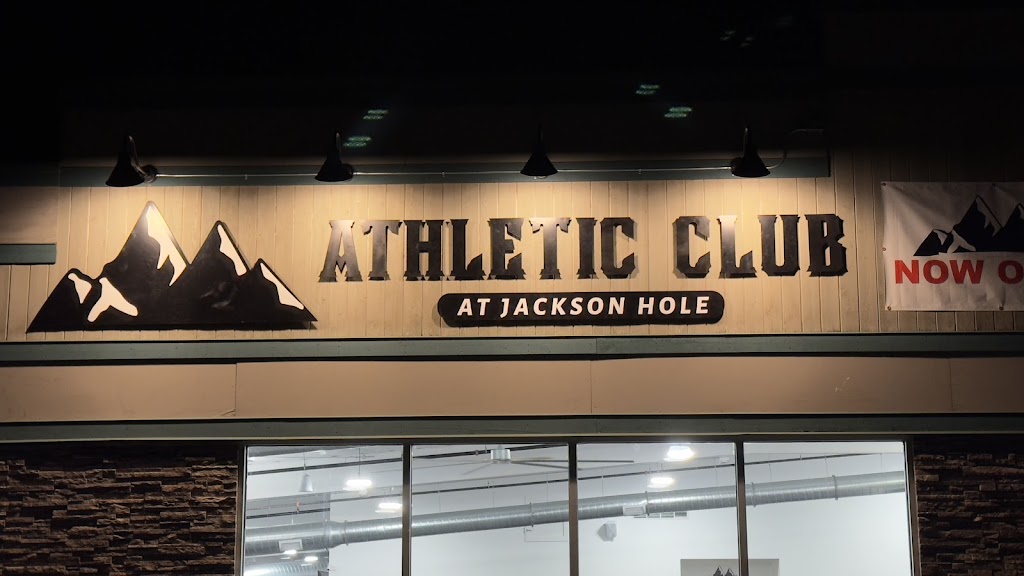 ATHLETIC CLUB
AT JACKSON HOLE
NOW